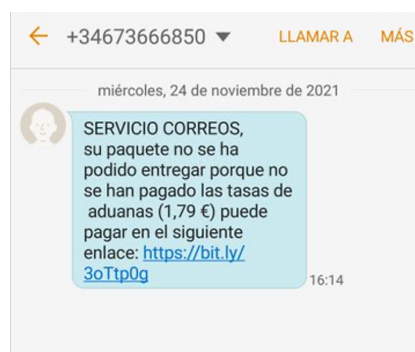 +34673666850 LLAMAR A MÁS
miércoles, 24 de noviembre de 2021
SERVICIO CORREOS,
su paquete no se ha
podido entregar porque no
se han pagado las tasas de
aduanas (1,79 €) puede
pagar en el siguiente
enlace: https://bit.ly/
3oTtp0g
16:14